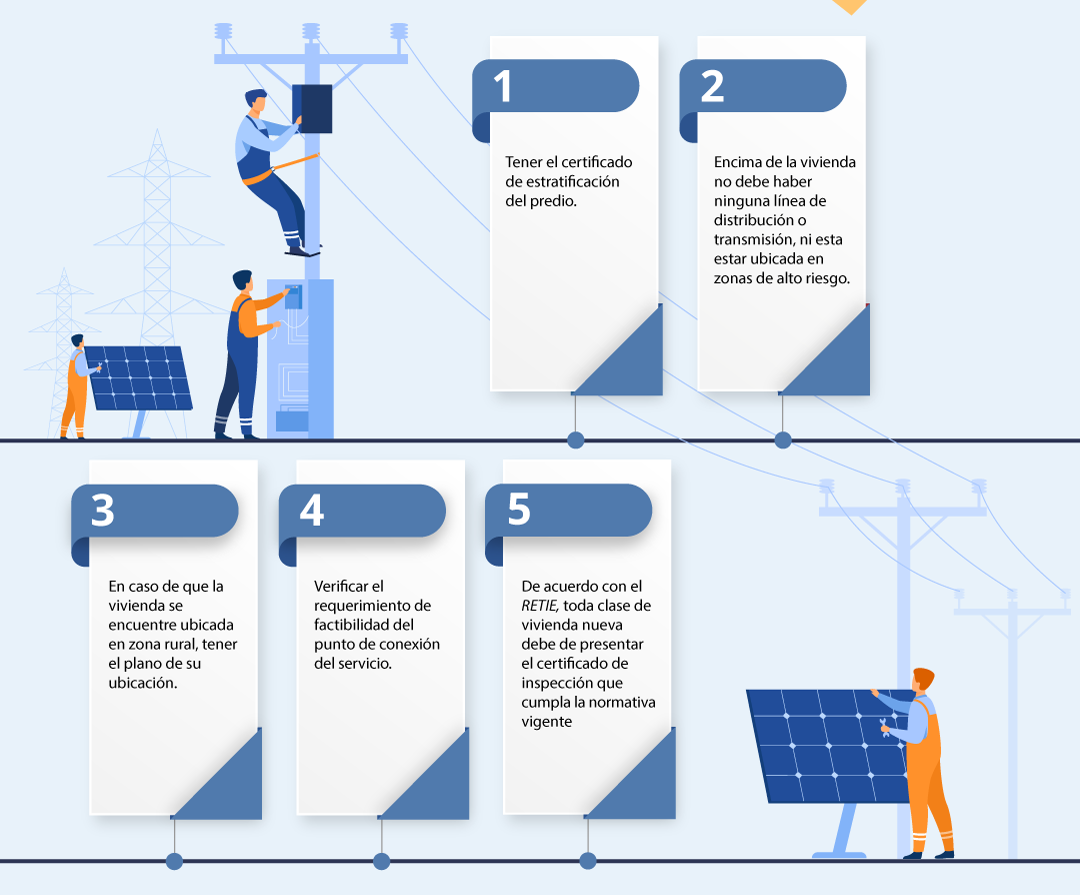 1
Tener el certificado
de estratificación
del predio.
2
Encima de la vivienda
no debe haber
ninguna línea de
distribución o
transmisión, ni esta
estar ubicada en
zonas de alto riesgo.
3
En caso de que la
vivienda se
encuentre ubicada
en zona rural, tener
el plano de su
ubicación.
4
Verificar el
requerimiento de
factibilidad del
punto de conexión
del servicio.
5
De acuerdo con el
RETIE, toda clase de
vivienda nueva
debe de presentar
el certificado de
inspección que
cumpla la normativa
vigente